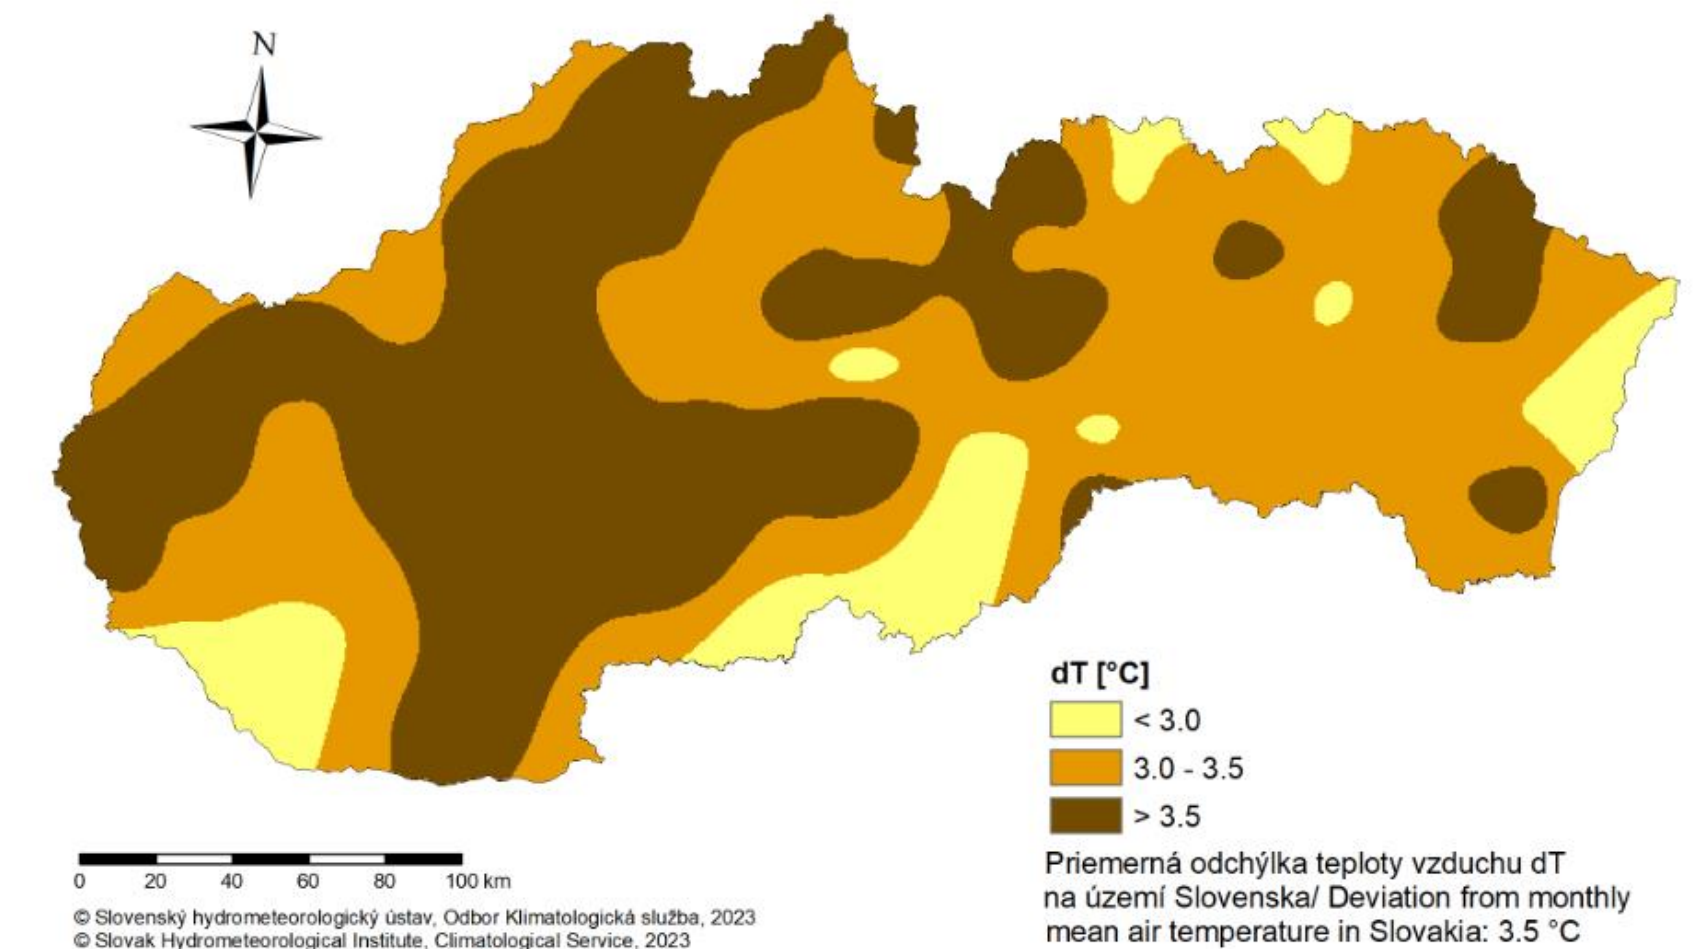 N
dT [°C]
< 3.0
3.0 - 3.5
> 3.5
0 20 40 60 80 100 km
Priemerná odchýlka teploty vzduchu dT
na území Slovenska/ Deviation from monthly
mean air temperature in Slovakia: 3.5 °C
© Slovenský hydrometeorologický ústav, Odbor Klimatologická služba, 2023
© Slovak Hydrometeorological Institute, Climatological Service, 2023